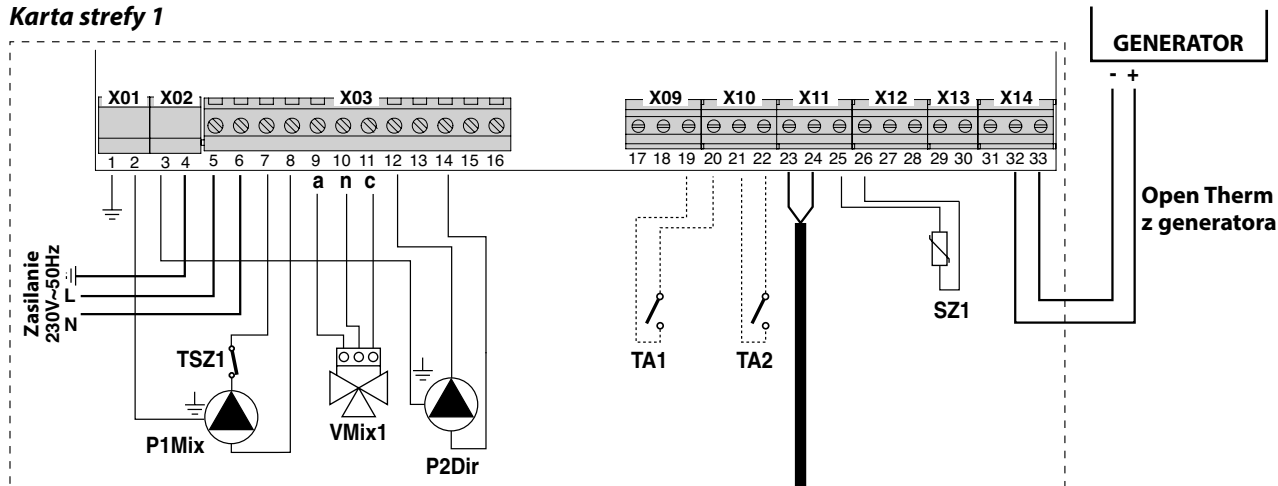 Karta strefy 1
GENERATOR
- +
X01 X02 X03 X09 X10 X11 X12 X13 X14
1 2 3 4 5 6 7 8 9 10 11 12 13 14 15 16 17 18 19 20 21 22 23 24 25 26 27 28 29 30 31 32 33
a n c
Open Therm
z generatora
Zasilanie
230V~50Hz
L
N
TSZ1
P1Mix
VMix1
P2Dir
TA1
TA2
SZ1